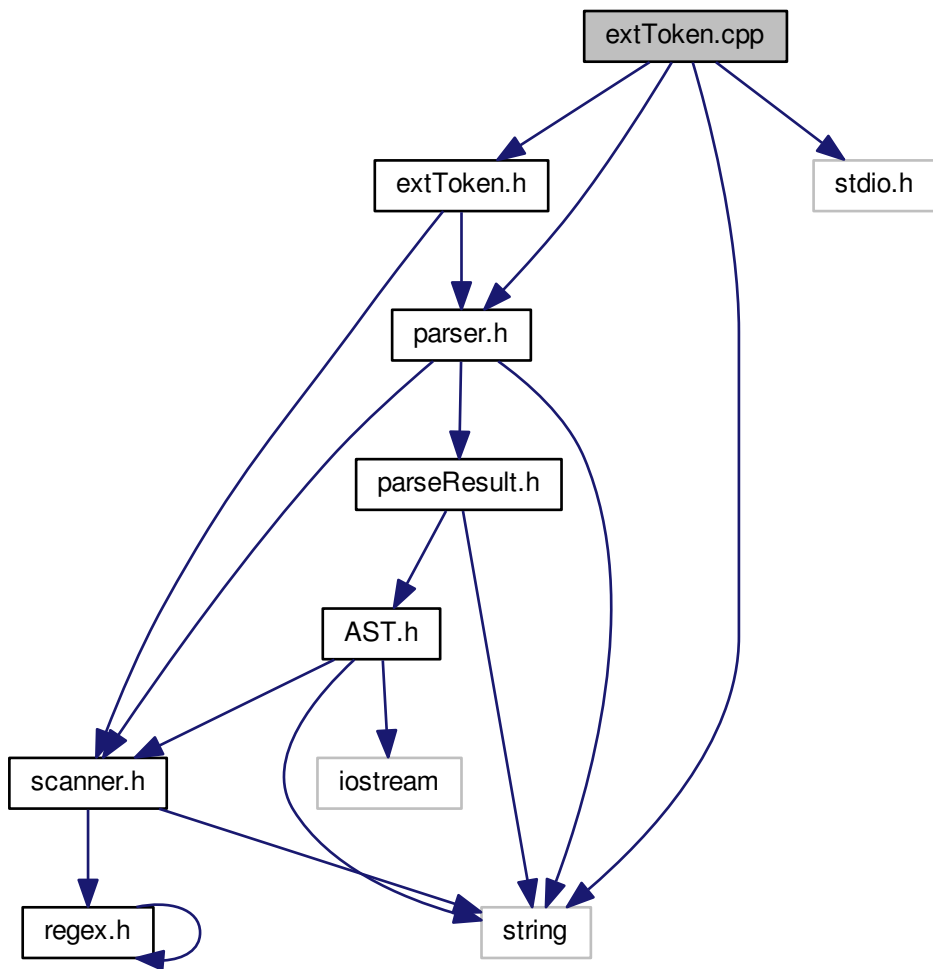 extToken.cpp
extToken.h
stdio.h
parser.h
parseResult.h
AST.h
scanner.h
iostream
regex.h
string